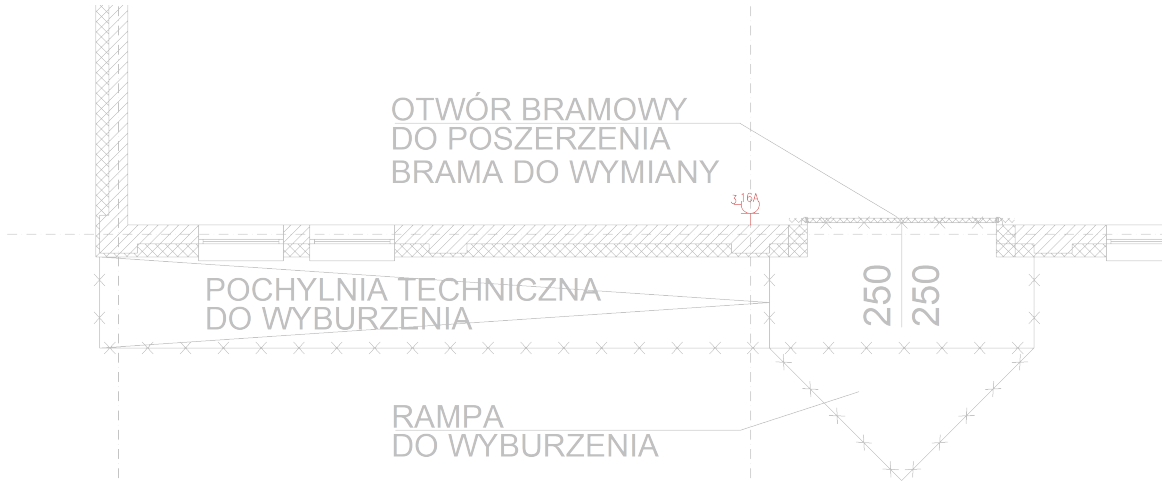 OTWÓR BRAMOWY
DO POSZERZENIA
BRAMA DO WYMIANY
3 16A
POCHYLNIA TECHNICZNA
DO WYBURZENIA
250
250
RAMPA
DO WYBURZENIA